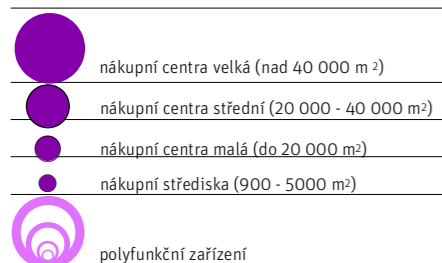 nákupní centra velká (nad 40 000 m ²)
nákupní centra střední (20 000 - 40 000 m²)
nákupní centra malá (do 20 000 m²)
nákupní střediska (900 - 5000 m²)
polyfunkční zařízení